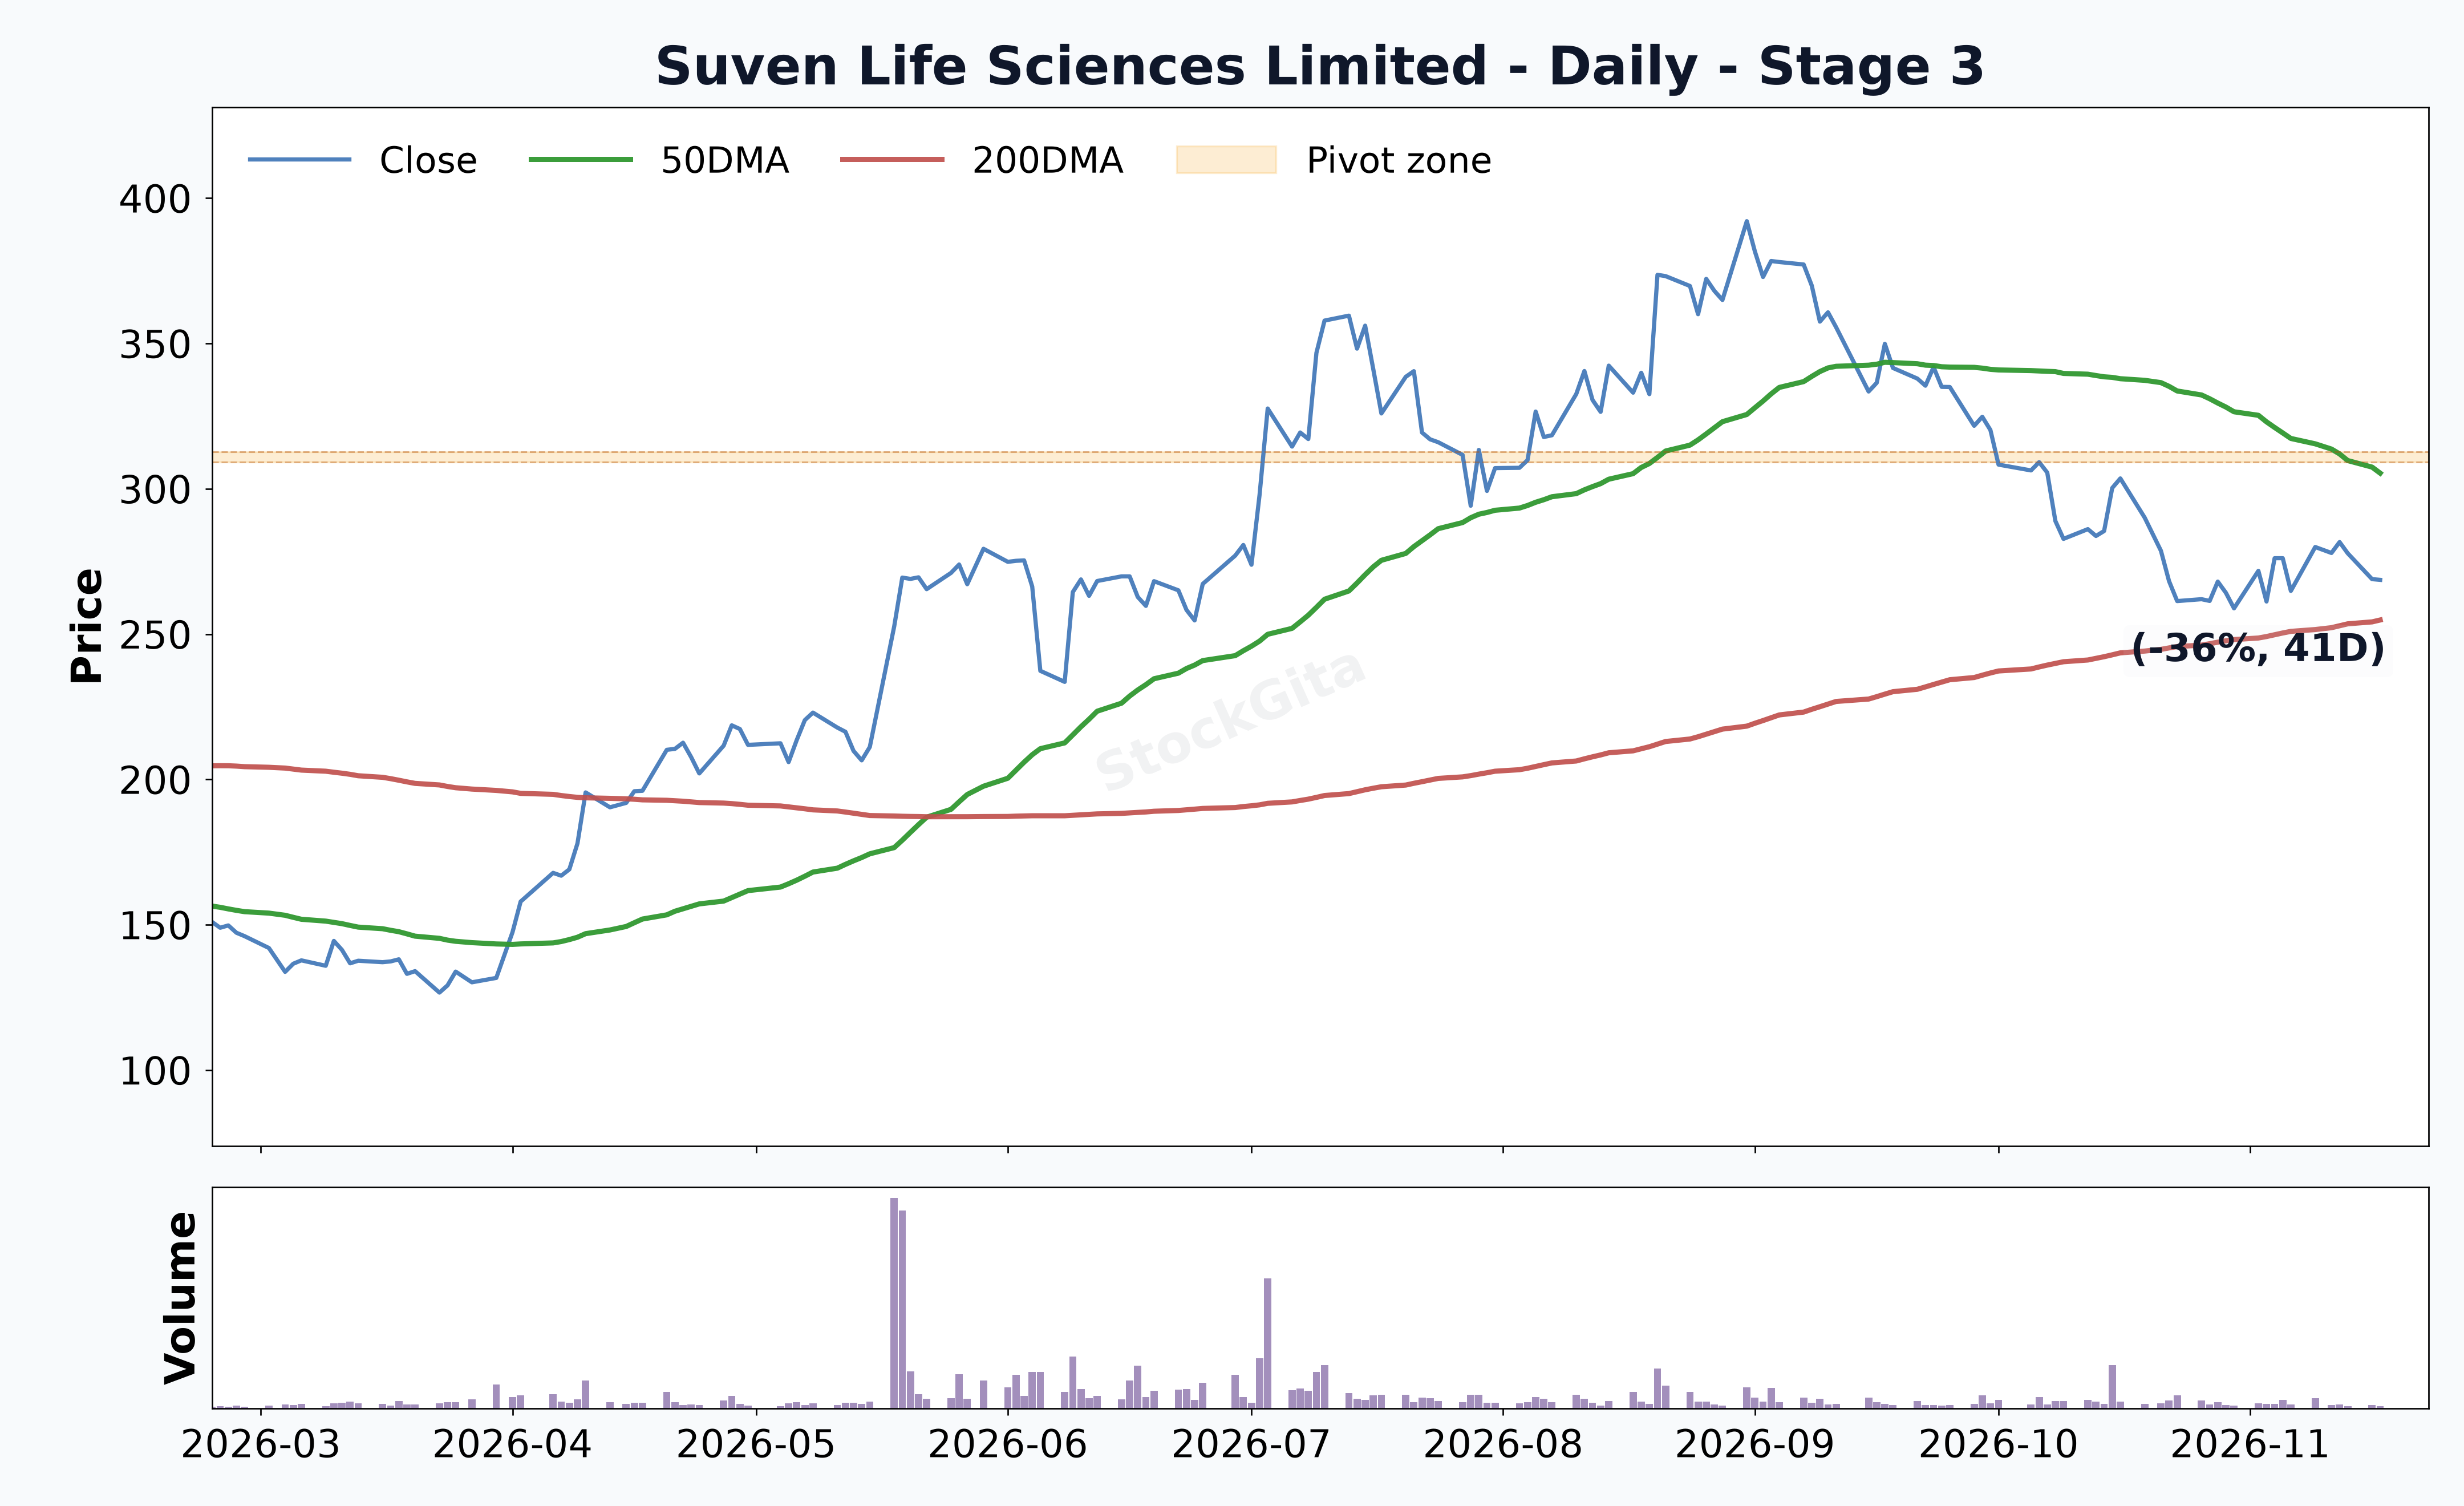 Suven Life Sciences Limited - Daily - Stage 3
Close 50DMA 200DMA Pivot zone
400
350
300
250
200
150
100
Price
(-36%, 41D)
StockGita
Volume
2026-03 2026-04 2026-05 2026-06 2026-07 2026-08 2026-09 2026-10 2026-11